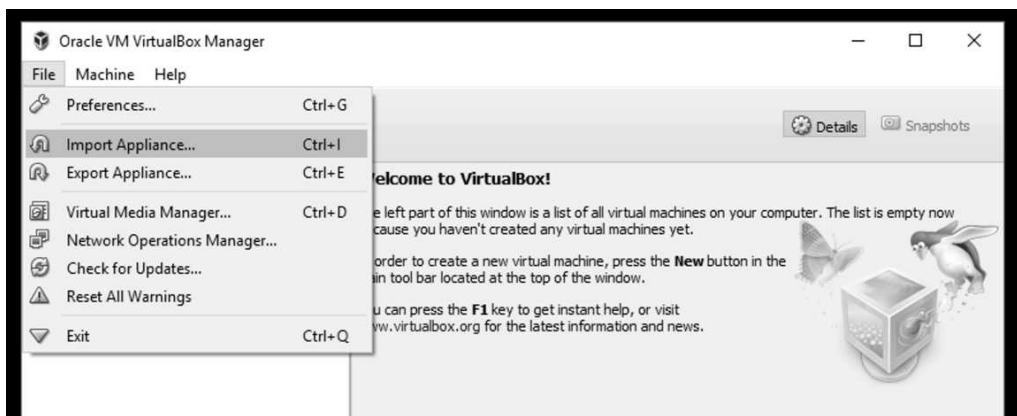 Oracle VM VirtualBox Manager
File Machine Help
Preferences... Ctrl+G
Import Appliance... Ctrl+I
Export Appliance... Ctrl+E
Virtual Media Manager... Ctrl+D
Network Operations Manager...
Check for Updates...
Reset All Warnings
Exit Ctrl+Q
Details Snapshots
elcome to VirtualBox!
e left part of this window is a list of all virtual machines on your computer. The list is empty now
cause you haven't created any virtual machines yet.
order to create a new virtual machine, press the New button in the
ain tool bar located at the top of the window.
u can press the F1 key to get instant help, or visit
ww.virtualbox.org for the latest information and news.